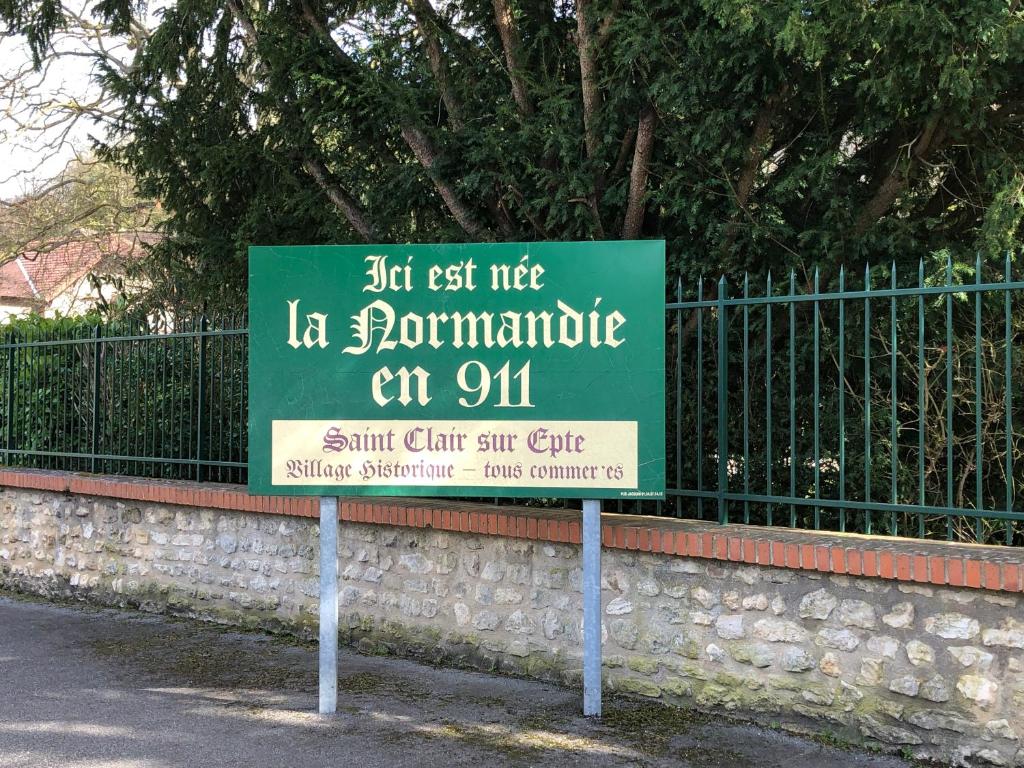 Ici est née
la Normandie
en 911
Saint Clair sur Epte
Village Historique – tous commer es